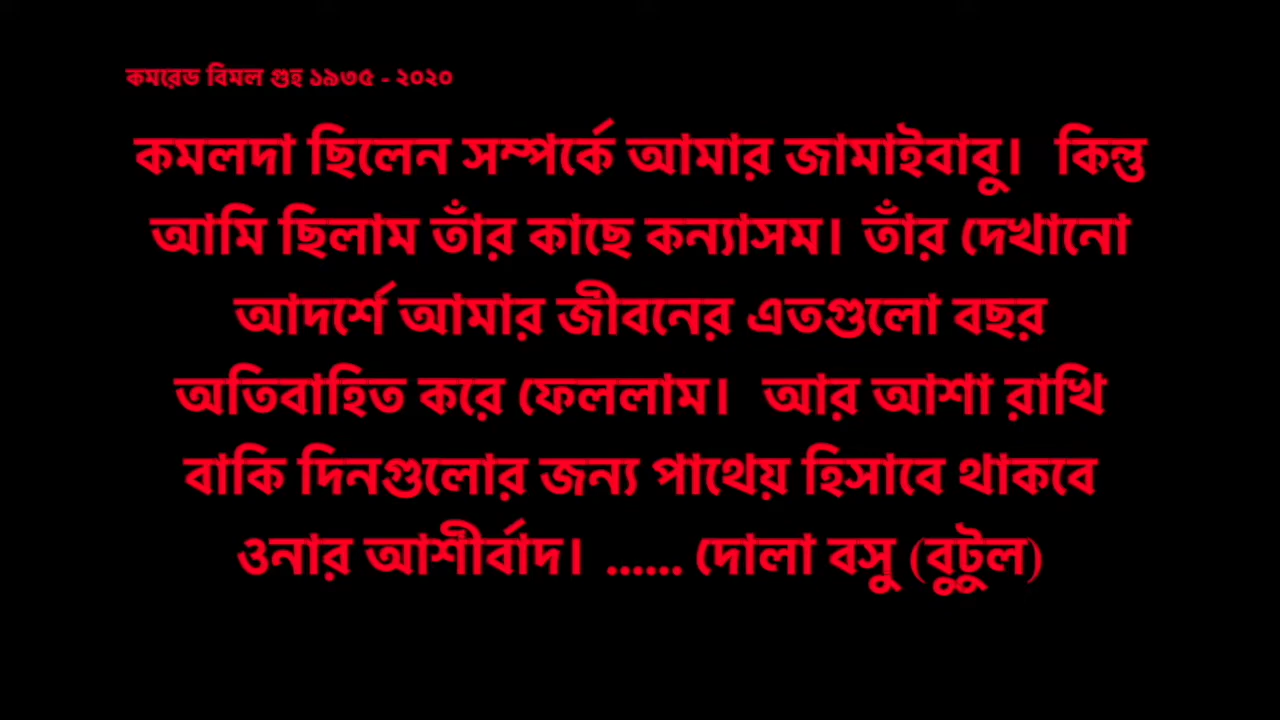 কমরেড বিমল গুহ ১৯৩৫ - ২০২০
কমলদা ছিলেন সম্পর্কে আমার জামাইবাবু। কিন্তু
আমি ছিলাম তাঁর কাছে কন্যাসম। তাঁর দেখানো
আদর্শে আমার জীবনের এতগুলো বছর
অতিবাহিত করে ফেললাম। আর আশা রাখি
বাকি দিনগুলোর জন্য পাথেয় হিসাবে থাকবে
ওনার আশীর্বাদ। ...... দোলা বসু (বুটুল)